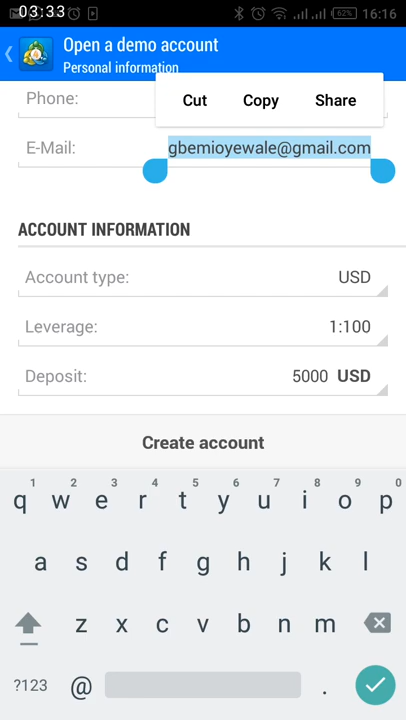 03:33 62% 16:16
Open a demo account
Personal information
Cut Copy Share
Phone:
E-Mail: gbemioyewale@gmail.com
ACCOUNT INFORMATION
Account type: USD
Leverage: 1:100
Deposit: 5000 USD
Create account
1 2 3 4 5 6 7 8 9 0
q w e r t y u i o p
a s d f g h j k l
z x c v b n m
?123 @ .